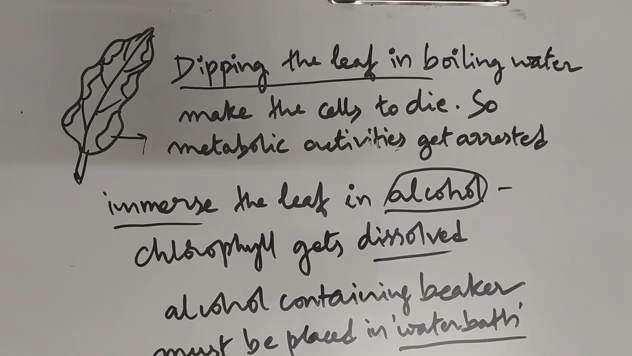 Dipping the leaf in boiling water
make the cells to die. So
metabolic activities get arrested
immerse the leaf in alcohol -
chlorophyll gets dissolved
alcohol containing beaker
must be placed in 'waterbath'